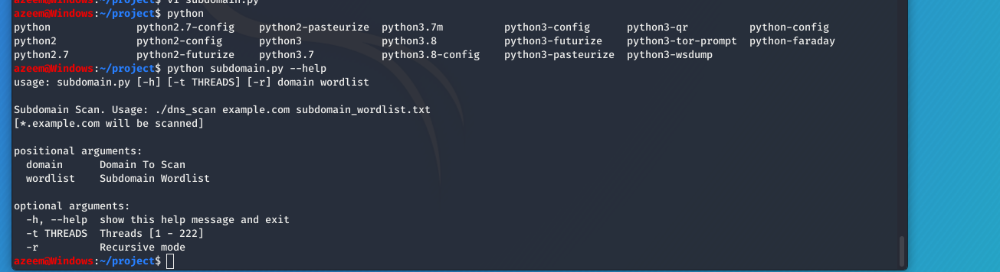 azeem@Windows:~/project$ vi subdomain.py
azeem@Windows:~/project$ python
python python2.7-config python2-pasteurize python3.7m python3-config python3-qr python-config
python2 python2-config python3 python3.8 python3-futurize python3-tor-prompt python-faraday
python2.7 python2-futurize python3.7 python3.8-config python3-pasteurize python3-wsdump
azeem@Windows:~/project$ python subdomain.py --help
usage: subdomain.py [-h] [-t THREADS] [-r] domain wordlist
Subdomain Scan. Usage: ./dns_scan example.com subdomain_wordlist.txt
[*.example.com will be scanned]
positional arguments:
domain Domain To Scan
wordlist Subdomain Wordlist
optional arguments:
-h, --help show this help message and exit
-t THREADS Threads [1 - 222]
-r Recursive mode
azeem@Windows:~/project$